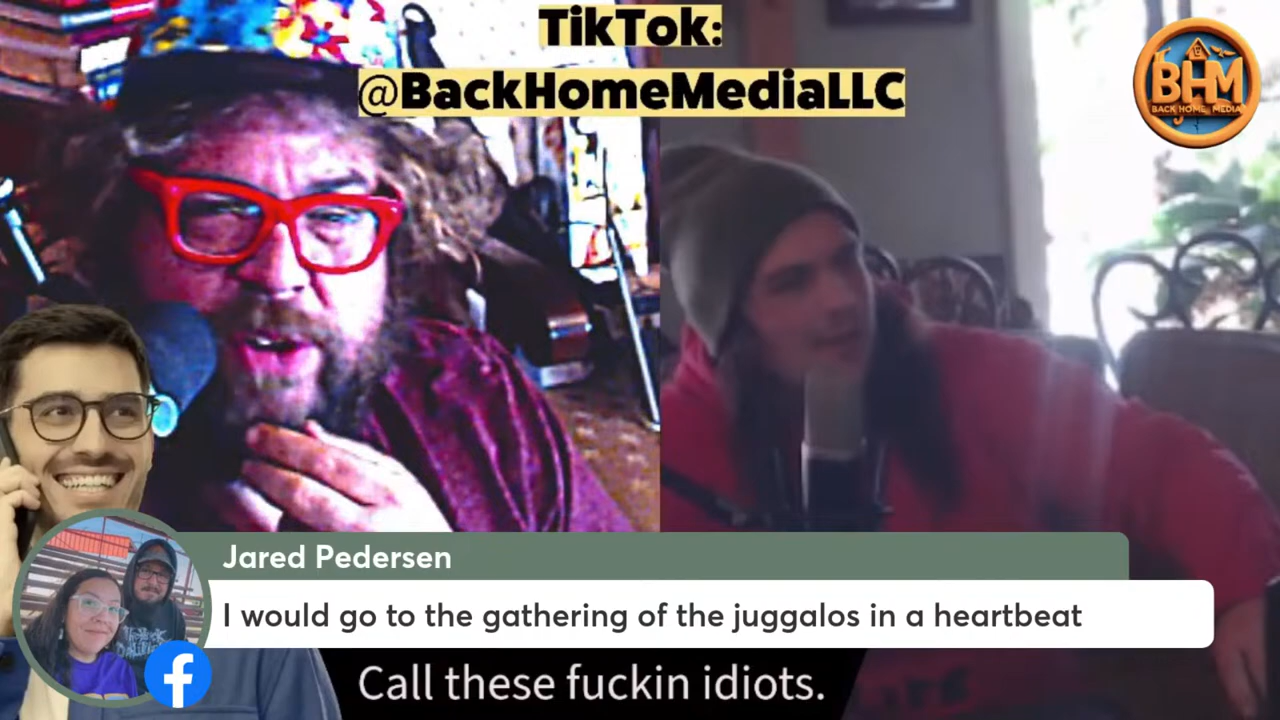 TikTok:
@BackHomeMediaLLC
BHM
BACK HOME MEDIA
Jared Pedersen
I would go to the gathering of the juggalos in a heartbeat
Call these fuckin idiots.